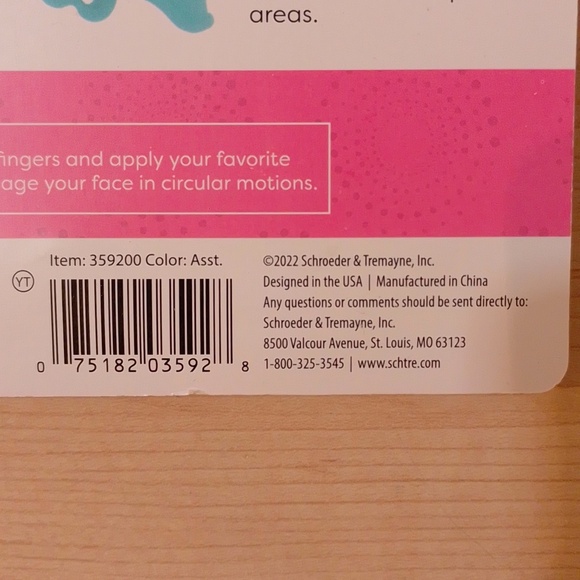 areas.
fingers and apply your favorite
age your face in circular motions.
Item: 359200 Color: Asst.
YT
0 75182 03592 8
©2022 Schroeder & Tremayne, Inc.
Designed in the USA | Manufactured in China
Any questions or comments should be sent directly to:
Schroeder & Tremayne, Inc.
8500 Valcour Avenue, St. Louis, MO 63123
1-800-325-3545 | www.schtre.com